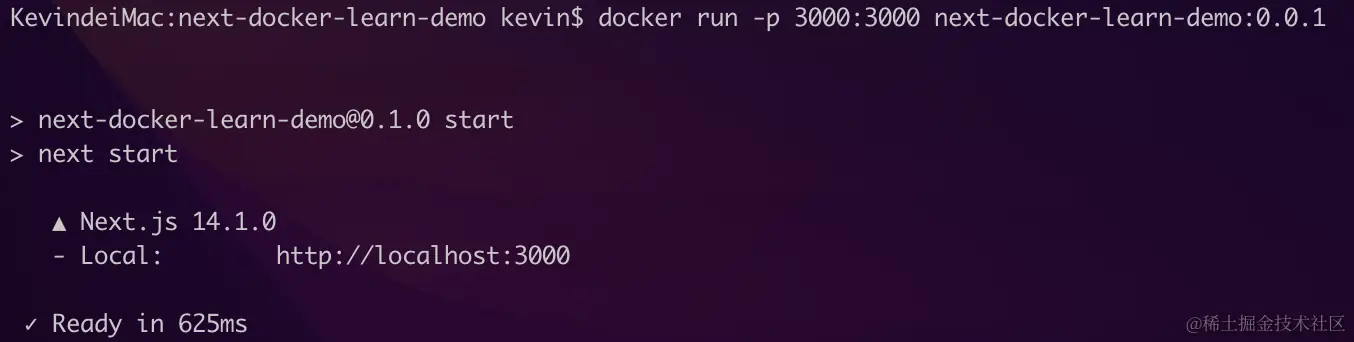 KevindeiMac:next-docker-learn-demo kevin$ docker run -p 3000:3000 next-docker-learn-demo:0.0.1
> next-docker-learn-demo@0.1.0 start
> next start
▲ Next.js 14.1.0
- Local: http://localhost:3000
✓ Ready in 625ms
@稀土掘金技术社区